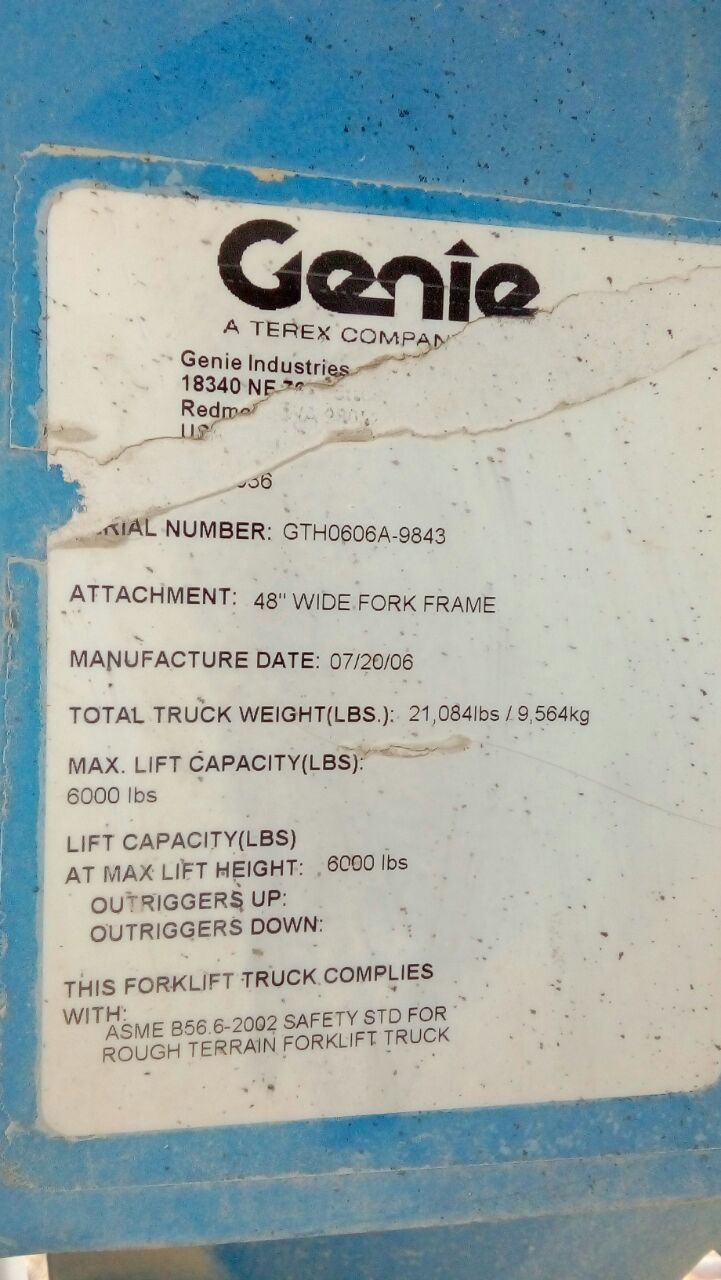 Genie
A TEREX COMPAN
Genie Industries
18340 NE
Redmo
US
RIAL NUMBER: GTH0606A-9843
ATTACHMENT: 48" WIDE FORK FRAME
MANUFACTURE DATE: 07/20/06
TOTAL TRUCK WEIGHT(LBS.): 21,084lbs / 9,564kg
MAX. LIFT CAPACITY(LBS):
6000 lbs
LIFT CAPACITY(LBS)
AT MAX LIFT HEIGHT: 6000 lbs
OUTRIGGERS UP:
OUTRIGGERS DOWN:
THIS FORKLIFT TRUCK COMPLIES
WITH:
ASME B56.6-2002 SAFETY STD FOR
ROUGH TERRAIN FORKLIFT TRUCK